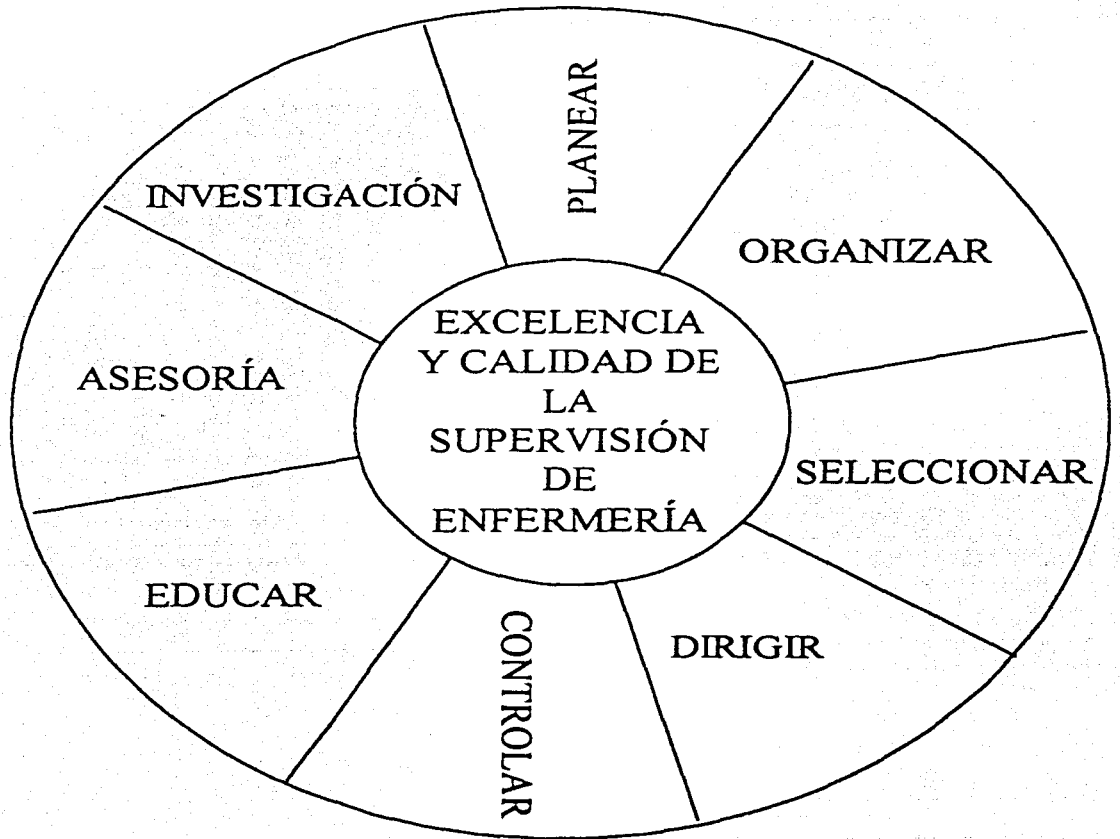 PLANEAR
ORGANIZAR
SELECCIONAR
DIRIGIR
CONTROLAR
EDUCAR
ASESORÍA
INVESTIGACIÓN
EXCELENCIA
Y CALIDAD DE
LA
SUPERVISIÓN
DE
ENFERMERÍA